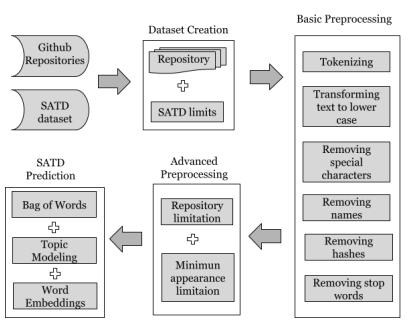 Github
Repositories
SATD
dataset
Dataset Creation
Repository
SATD limits
Basic Preprocessing
Tokenizing
Transforming
text to lower
case
Removing
special
characters
Removing
names
Removing
hashes
Removing stop
words
Advanced
Preprocessing
Repository
limitation
Minimun
appearance
limitaion
SATD
Prediction
Bag of Words
Topic
Modeling
Word
Embeddings